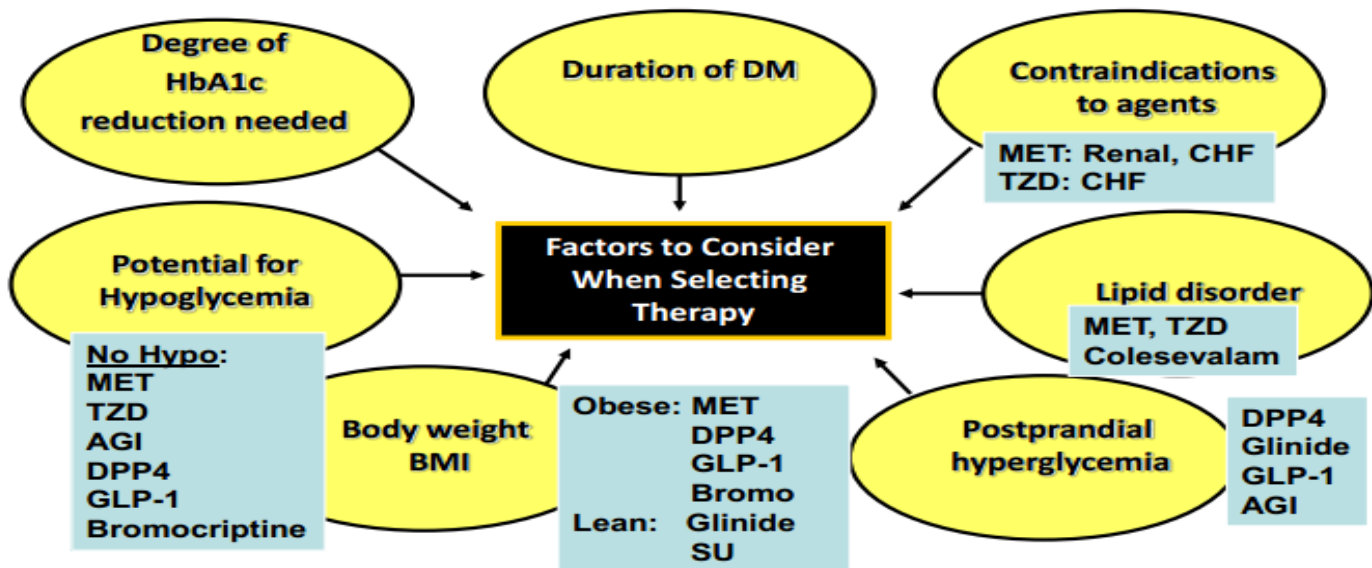 Degree of
HbA1c
reduction needed
Duration of DM
Contraindications
to agents
MET: Renal, CHF
TZD: CHF
Factors to Consider
When Selecting
Therapy
Potential for
Hypoglycemia
No Hypo:
MET
TZD
AGI
DPP4
GLP-1
Bromocriptine
Lipid disorder
MET, TZD
Colesevalam
Body weight
BMI
Obese: MET
DPP4
GLP-1
Bromo
Lean: Glinide
SU
Postprandial
hyperglycemia
DPP4
Glinide
GLP-1
AGI